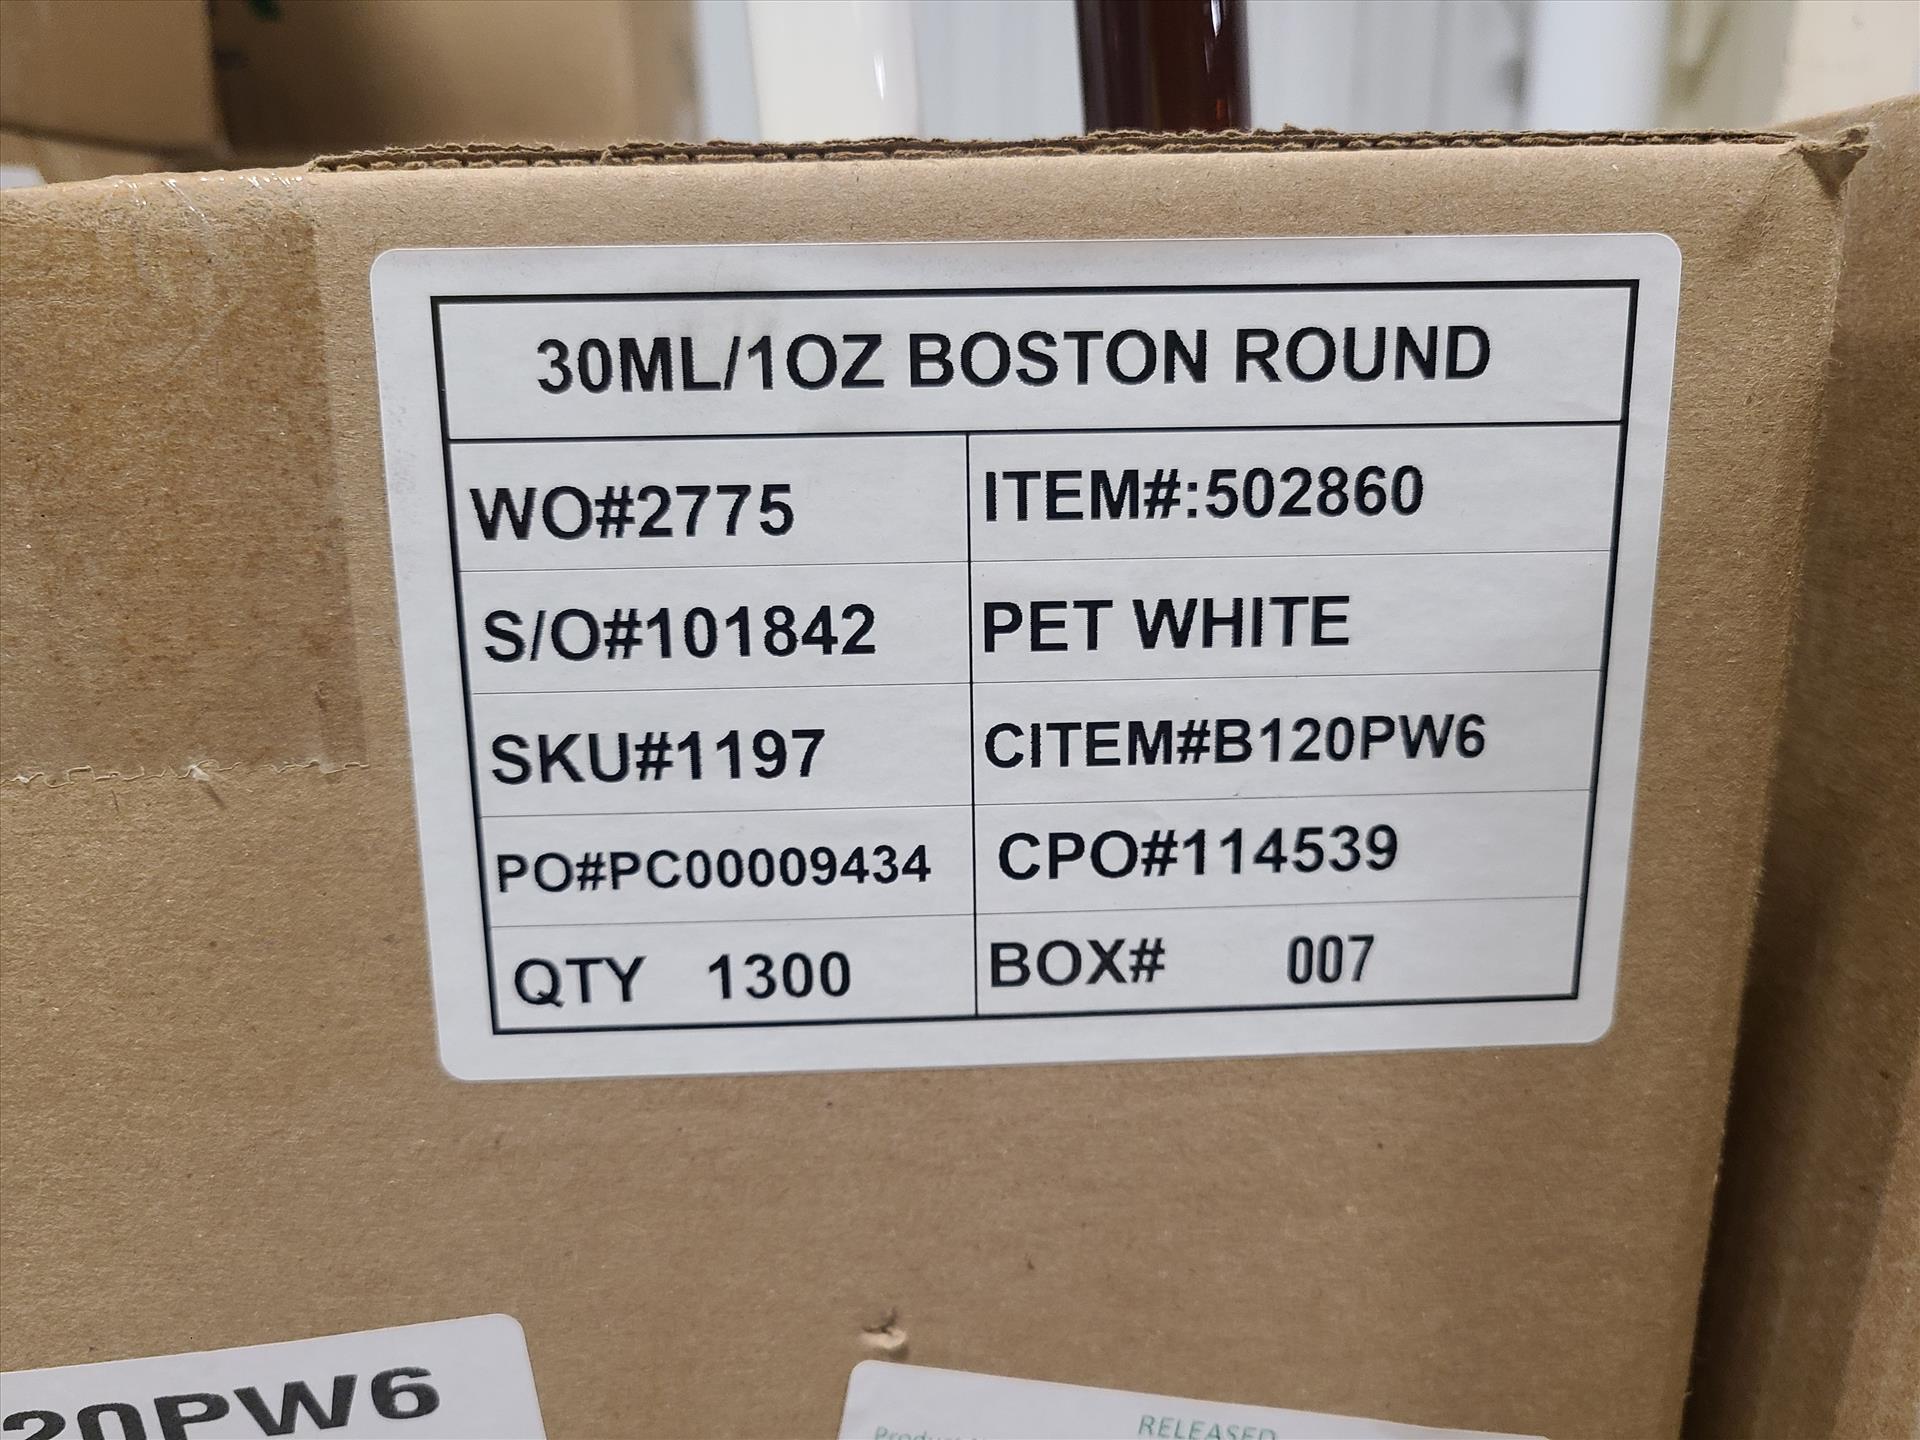 30ML/1OZ BOSTON ROUND
WO#2775
ITEM#:502860
S/O#101842
PET WHITE
SKU#1197
CITEM#B120PW6
PO#PC00009434
CPO#114539
QTY 1300
BOX# 007
20PW6
RELEASED